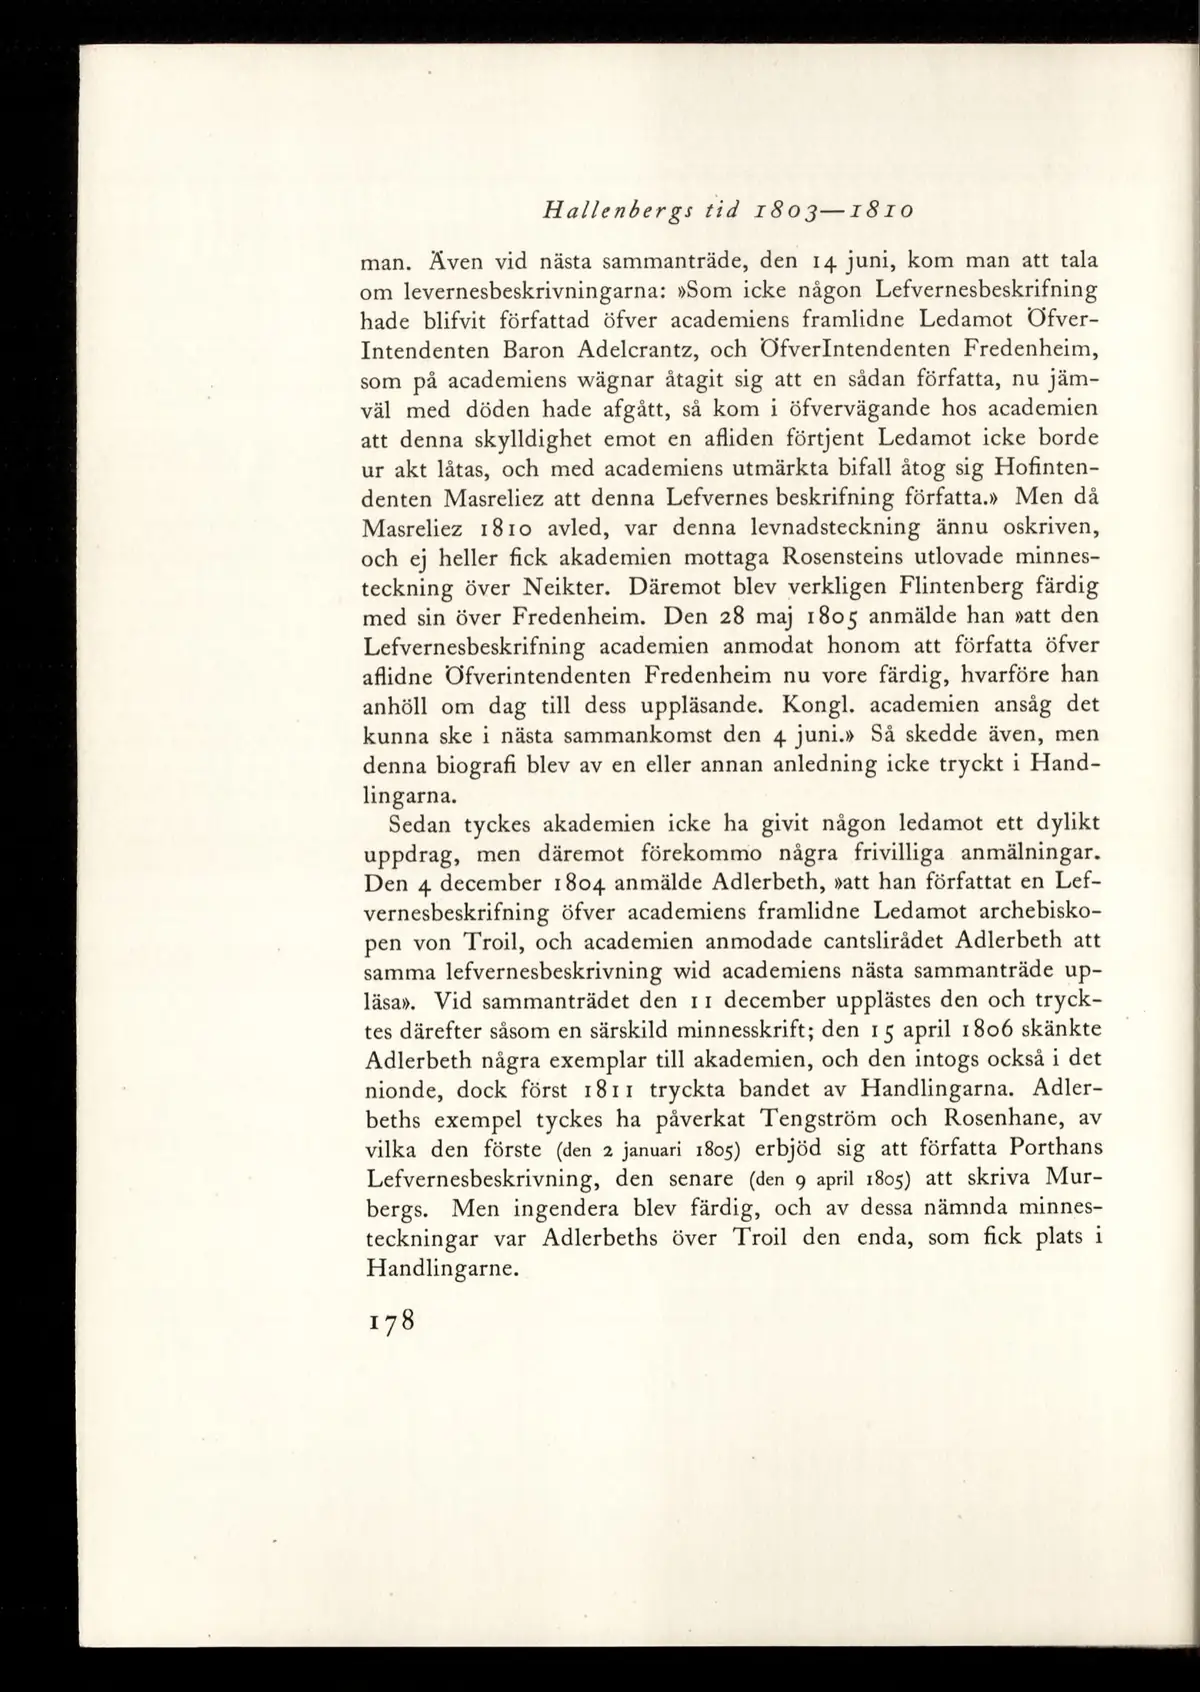 Hallenbergs tid 1803—1810
man. Även vid nästa sammanträde, den 14 juni, kom man att tala
om levernesbeskrivningarna: »Som icke någon Lefvernesbeskrifning
hade blifvit författad öfver academiens framlidne Ledamot Öfver-
Intendenten Baron Adelcrantz, och ÖfverIntendenten Fredenheim,
som på academiens wägnar åtagit sig att en sådan författa, nu jäm-
väl med döden hade afgått, så kom i öfvervägande hos academien
att denna skylldighet emot en afliden förtjent Ledamot icke borde
ur akt låtas, och med academiens utmärkta bifall åtog sig Hofinten-
denten Masreliez att denna Lefvernes beskrifning författa.» Men då
Masreliez 1810 avled, var denna levnadsteckning ännu oskriven,
och ej heller fick akademien mottaga Rosensteins utlovade minnes-
teckning över Neikter. Däremot blev verkligen Flintenberg färdig
med sin över Fredenheim. Den 28 maj 1805 anmälde han »att den
Lefvernesbeskrifning academien anmodat honom att författa öfver
aflidne Öfverintendenten Fredenheim nu vore färdig, hvarföre han
anhöll om dag till dess uppläsande. Kongl. academien ansåg det
kunna ske i nästa sammankomst den 4 juni.» Så skedde även, men
denna biografi blev av en eller annan anledning icke tryckt i Hand-
lingarna.
Sedan tyckes akademien icke ha givit någon ledamot ett dylikt
uppdrag, men däremot förekommo några frivilliga anmälningar.
Den 4 december 1804 anmälde Adlerbeth, »att han författat en Lef-
vernesbeskrifning öfver academiens framlidne Ledamot archebisko-
pen von Troil, och academien anmodade cantslirådet Adlerbeth att
samma lefvernesbeskrivning wid academiens nästa sammanträde up-
läsa». Vid sammanträdet den 11 december upplästes den och tryck-
tes därefter såsom en särskild minnesskrift; den 15 april 1806 skänkte
Adlerbeth några exemplar till akademien, och den intogs också i det
nionde, dock först 1811 tryckta bandet av Handlingarna. Adler-
beths exempel tyckes ha påverkat Tengström och Rosenhane, av
vilka den förste (den 2 januari 1805) erbjöd sig att författa Porthans
Lefvernesbeskrivning, den senare (den 9 april 1805) att skriva Mur-
bergs. Men ingendera blev färdig, och av dessa nämnda minnes-
teckningar var Adlerbeths över Troil den enda, som fick plats i
Handlingarne.
178